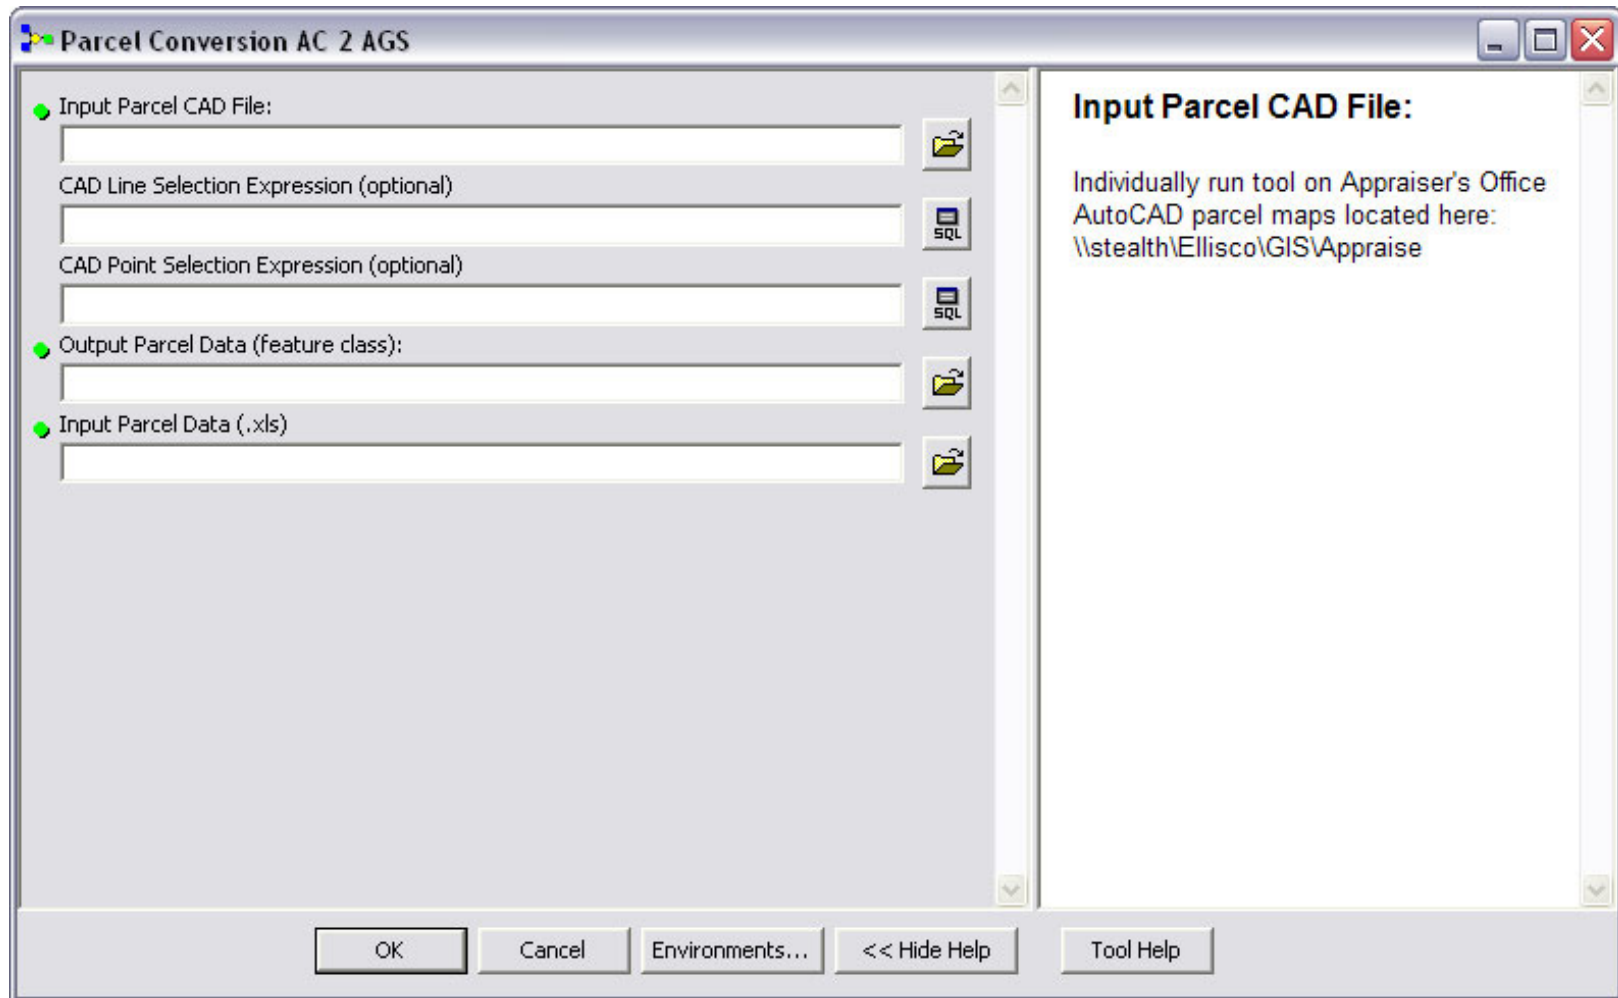 Parcel Conversion AC 2 AGS
Input Parcel CAD File:
CAD Line Selection Expression (optional)
SQL
CAD Point Selection Expression (optional)
SQL
Output Parcel Data (feature class):
Input Parcel Data (.xls)
Input Parcel CAD File:
Individually run tool on Appraiser's Office
AutoCAD parcel maps located here:
\\stealth\Ellisco\GIS\Appraise
OK
Cancel
Environments...
<< Hide Help
Tool Help